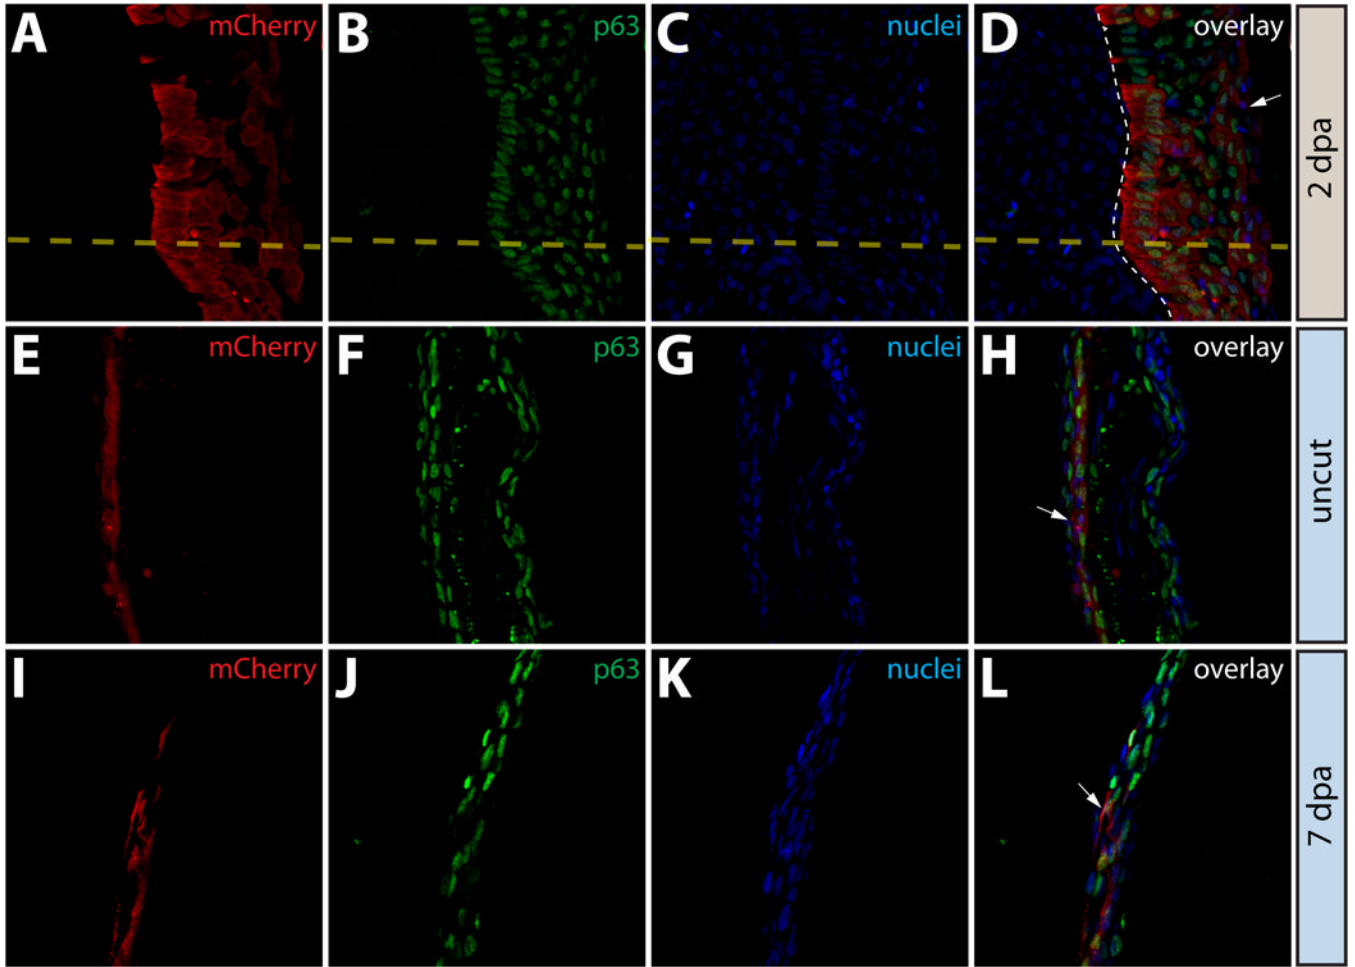 A mCherry
B p63
C nuclei
D overlay
2 dpa
E mCherry
F p63
G nuclei
H overlay
uncut
I mCherry
J p63
K nuclei
L overlay
7 dpa